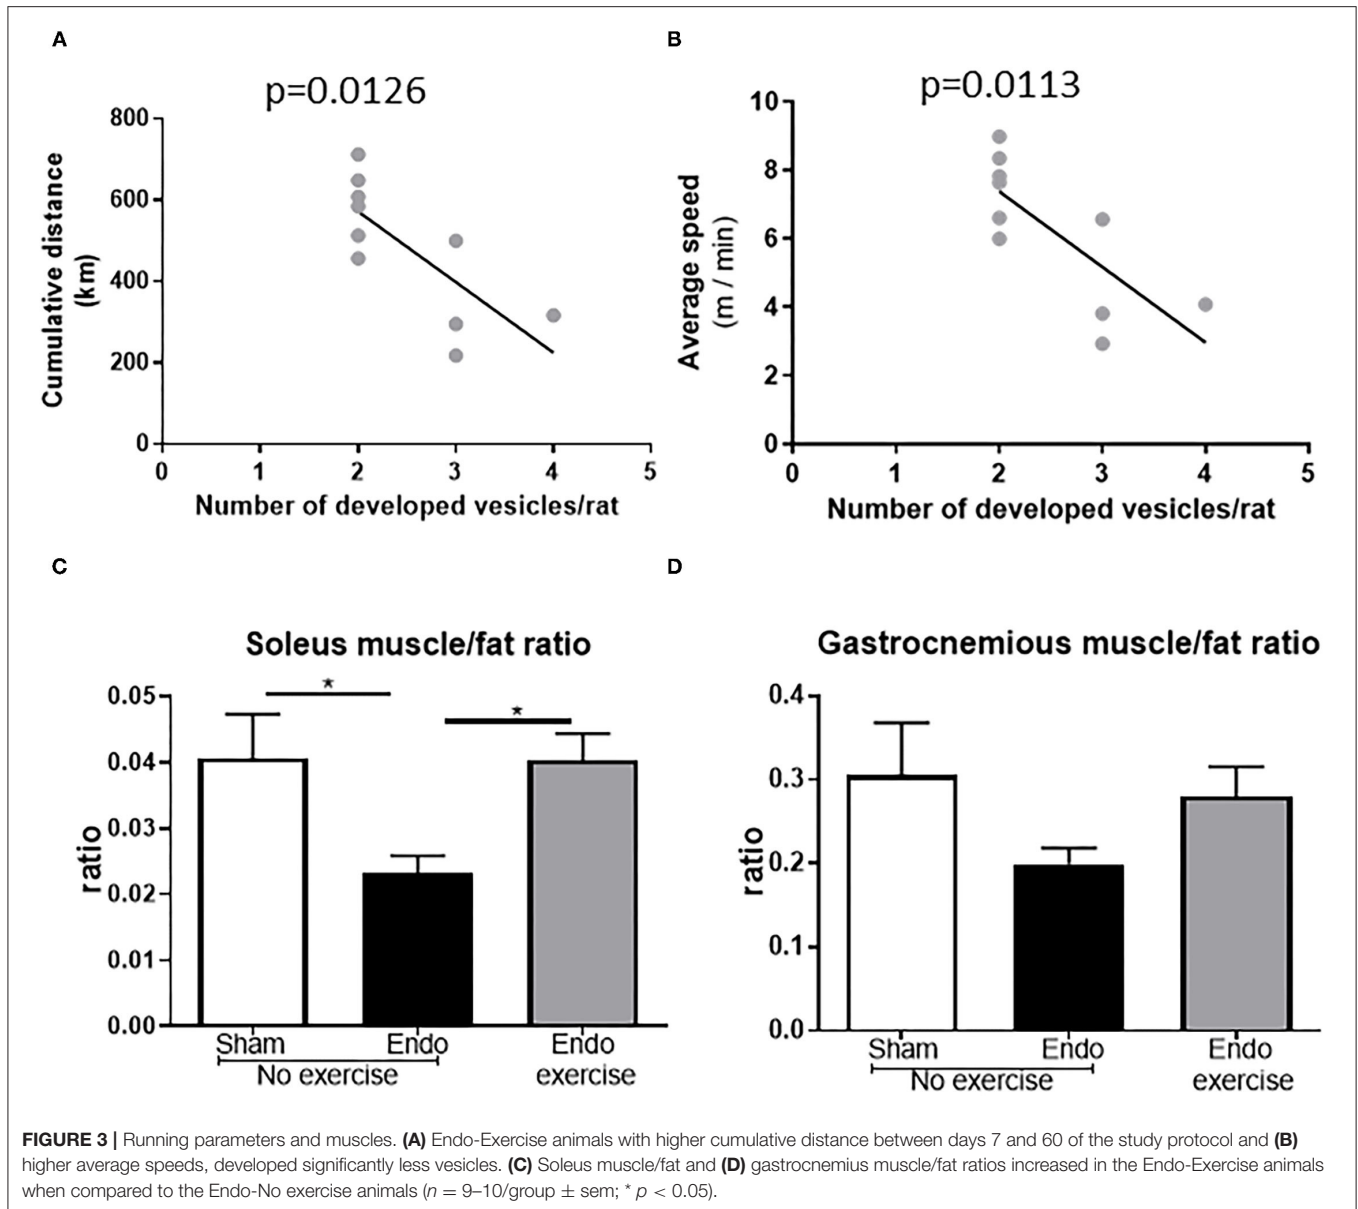 A
p=0.0126
800
600
400
200
0
0 1 2 3 4 5
Cumulative distance
(km)
Number of developed vesicles/rat
B
p=0.0113
10
8
6
4
2
0
0 1 2 3 4 5
Average speed
(m / min)
Number of developed vesicles/rat
C
Soleus muscle/fat ratio
*
*
0.05
0.04
0.03
0.02
0.01
0.00
ratio
Sham Endo Endo
No exercise exercise
D
Gastrocnemious muscle/fat ratio
0.4
0.3
0.2
0.1
0.0
ratio
Sham Endo Endo
No exercise exercise
FIGURE 3 | Running parameters and muscles. (A) Endo-Exercise animals with higher cumulative distance between days 7 and 60 of the study protocol and (B)
higher average speeds, developed significantly less vesicles. (C) Soleus muscle/fat and (D) gastrocnemius muscle/fat ratios increased in the Endo-Exercise animals
when compared to the Endo-No exercise animals (n = 9–10/group ± sem; * p < 0.05).